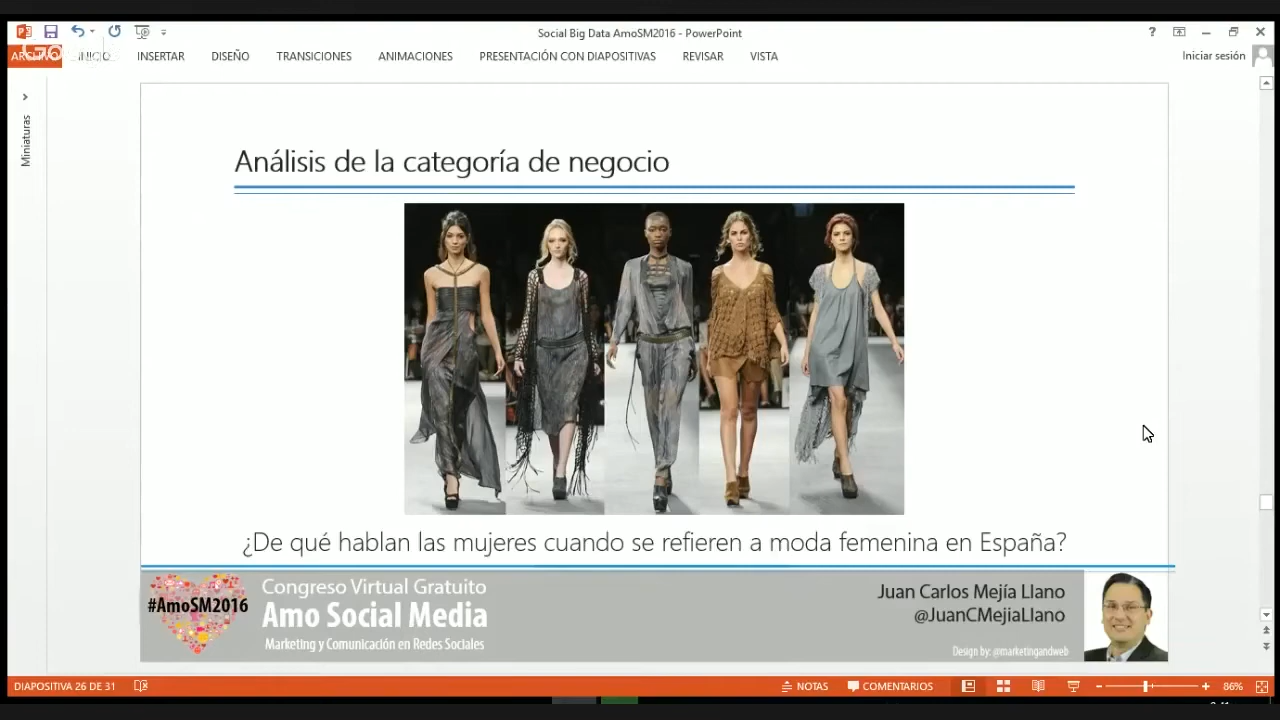 Social Big Data AmoSM2016 - PowerPoint
?
ARCHIVO
INICIO
INSERTAR
DISEÑO
TRANSICIONES
ANIMACIONES
PRESENTACIÓN CON DIAPOSITIVAS
REVISAR
VISTA
Iniciar sesión
Miniaturas
Análisis de la categoría de negocio
¿De qué hablan las mujeres cuando se refieren a moda femenina en España?
#AmoSM2016
Congreso Virtual Gratuito
Amo Social Media
Marketing y Comunicación en Redes Sociales
Juan Carlos Mejía Llano
@JuanCMejiaLlano
Design by: @marketingandweb
DIAPOSITIVA 26 DE 31
NOTAS
COMENTARIOS
86%